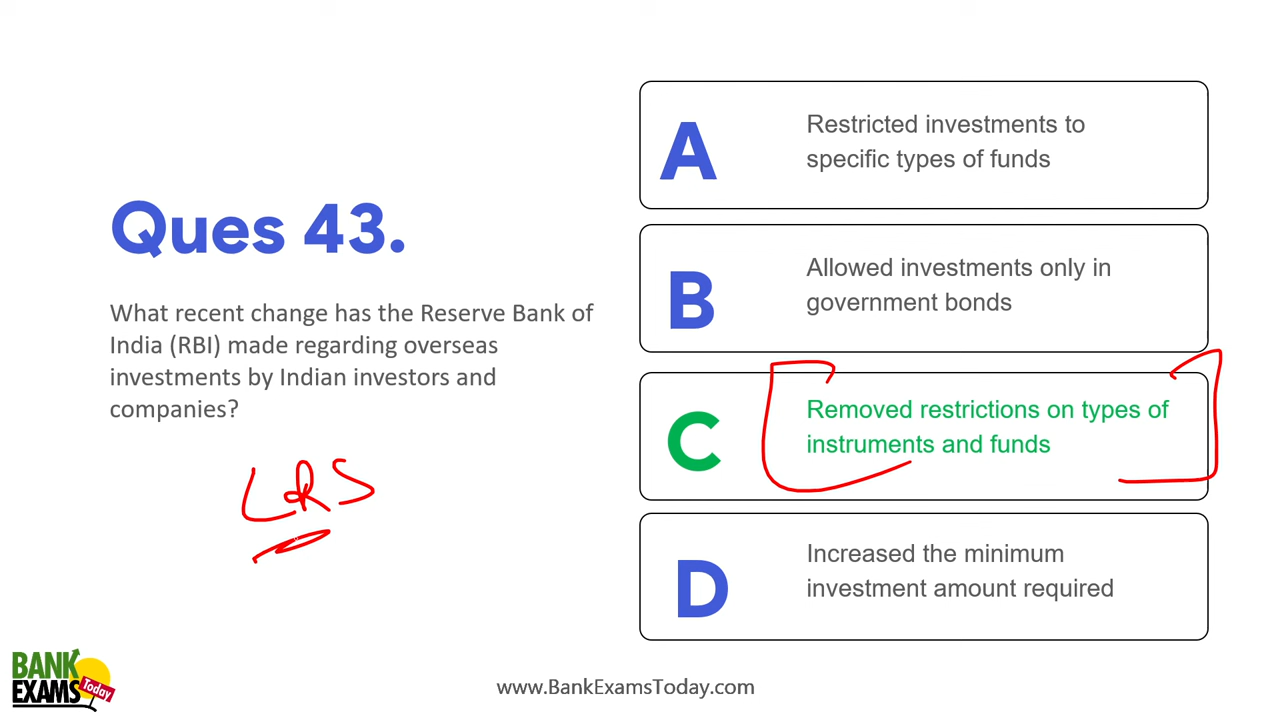 Ques 43.
What recent change has the Reserve Bank of
India (RBI) made regarding overseas
investments by Indian investors and
companies?
LRS
A
Restricted investments to
specific types of funds
B
Allowed investments only in
government bonds
C
Removed restrictions on types of
instruments and funds
D
Increased the minimum
investment amount required
BANK
EXAMS
Today
www.BankExamsToday.com